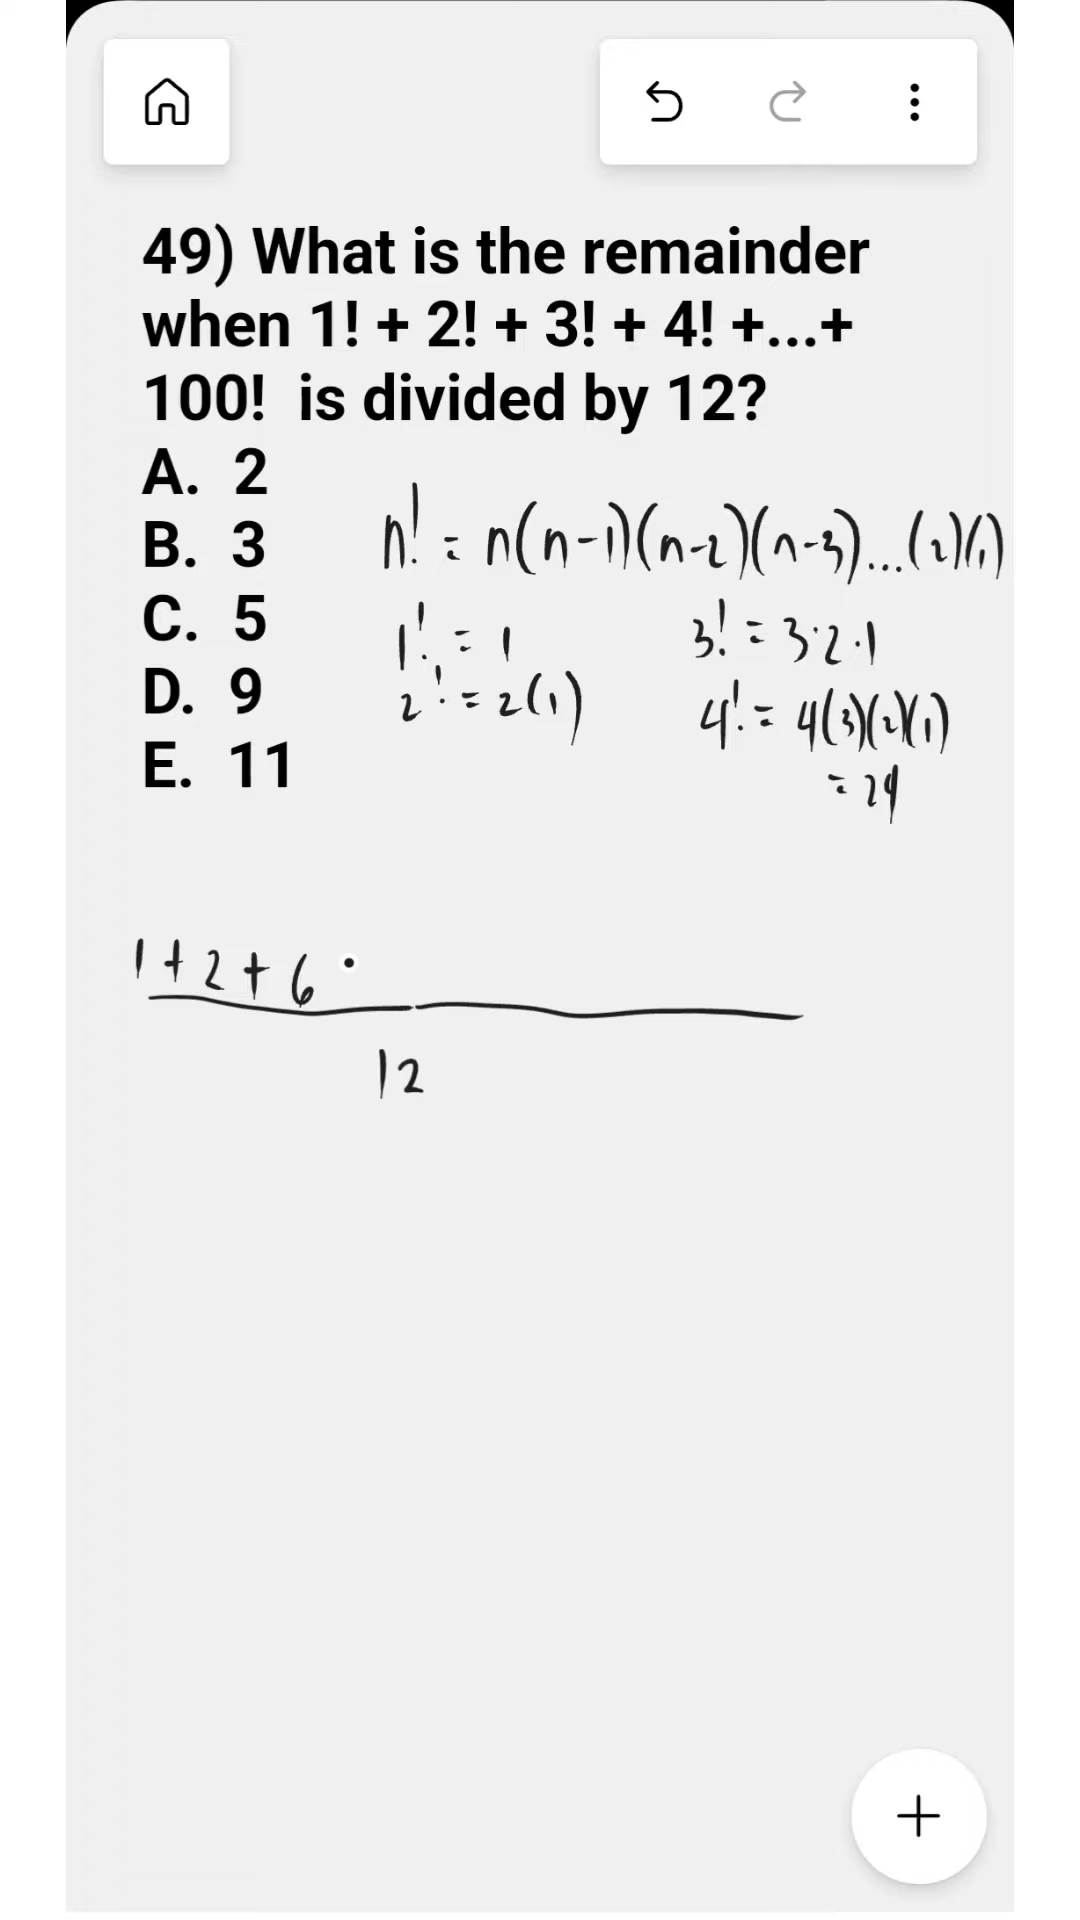 49) What is the remainder
when 1! + 2! + 3! + 4! +...+
100! is divided by 12?
A. 2
B. 3
C. 5
D. 9
E. 11
n! = n(n-1)(n-2)(n-3)...(2)(1)
1! = 1
2! = 2(1)
3! = 3·2·1
4! = 4(3)(2)(1)
= 24
1 + 2 + 6
12